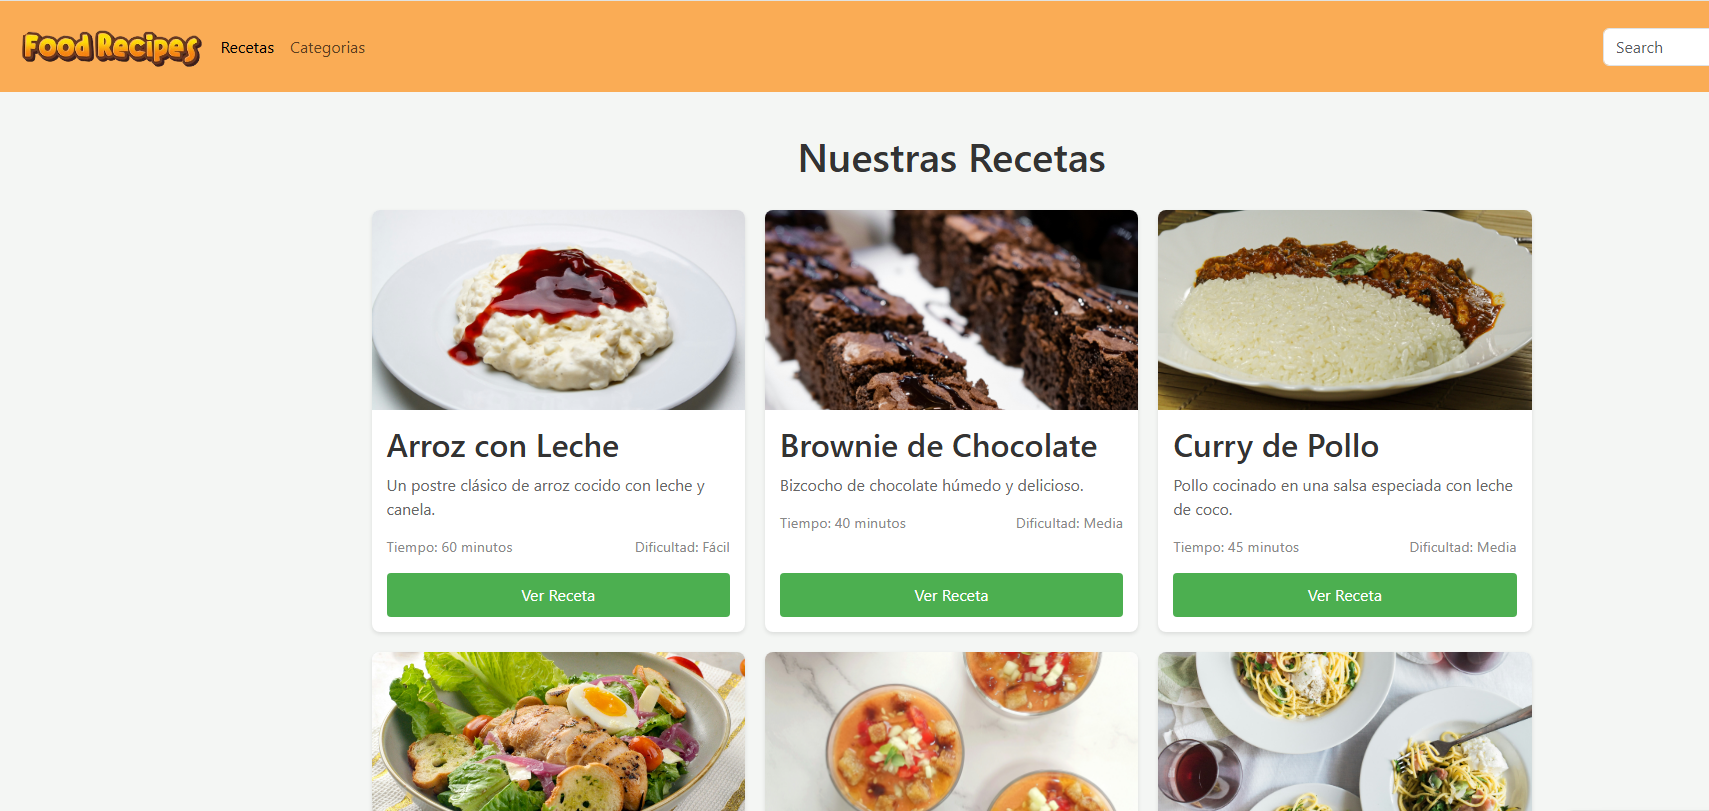 Food Recipes
Recetas
Categorias
Search
Nuestras Recetas
Arroz con Leche
Un postre clásico de arroz cocido con leche y
canela.
Tiempo: 60 minutos
Dificultad: Fácil
Ver Receta
Brownie de Chocolate
Bizcocho de chocolate húmedo y delicioso.
Tiempo: 40 minutos
Dificultad: Media
Ver Receta
Curry de Pollo
Pollo cocinado en una salsa especiada con leche
de coco.
Tiempo: 45 minutos
Dificultad: Media
Ver Receta